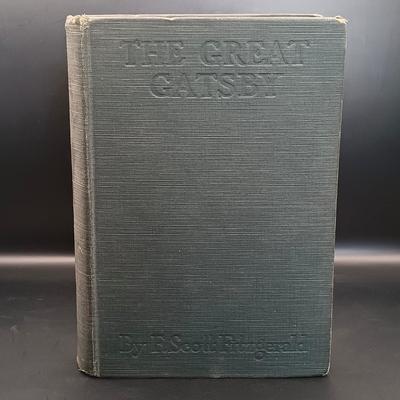 THE GREAT
GATSBY
By F. Scott Fitzgerald